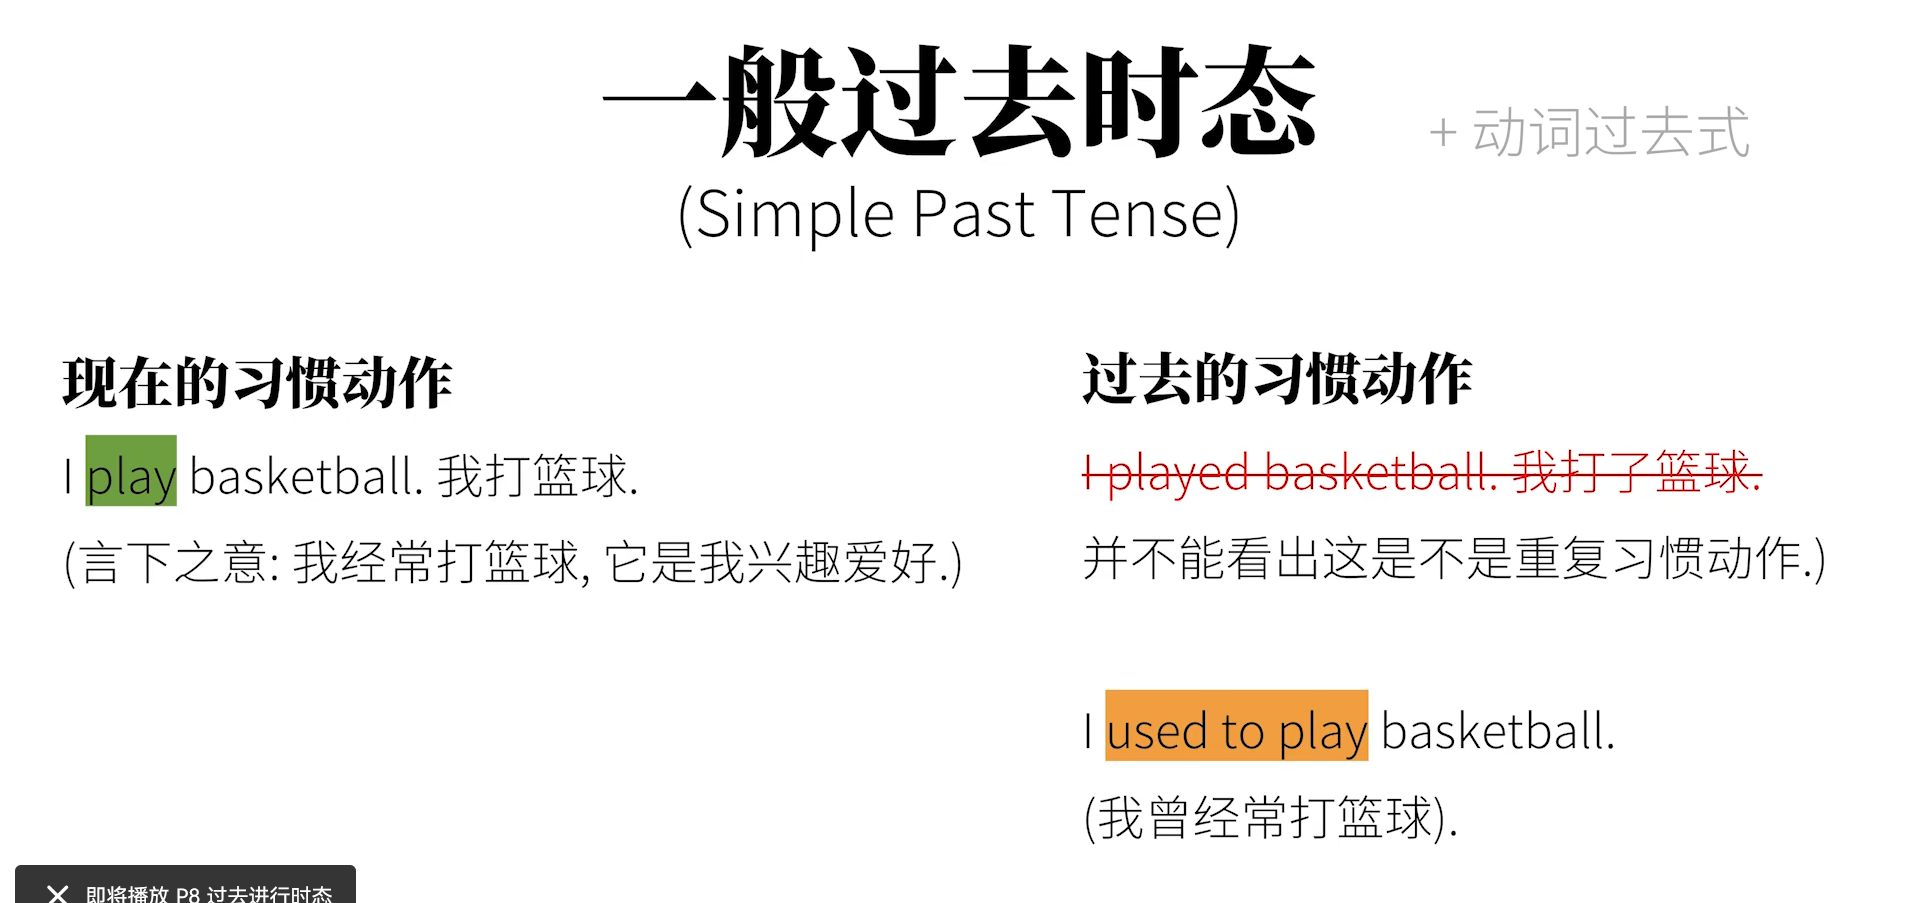 一般过去时态
+ 动词过去式
(Simple Past Tense)
现在的习惯动作
I play basketball. 我打篮球.
(言下之意: 我经常打篮球, 它是我兴趣爱好.)
过去的习惯动作
I played basketball. 我打了篮球.
并不能看出这是不是重复习惯动作.)
I used to play basketball.
(我曾经常打篮球).
即将播放 P8 过去进行时态